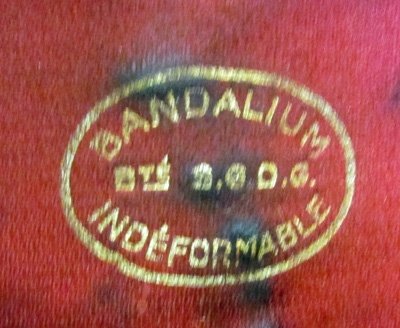 BANDALIUM
BTÉ S.G.D.G.
INDÉFORMABLE